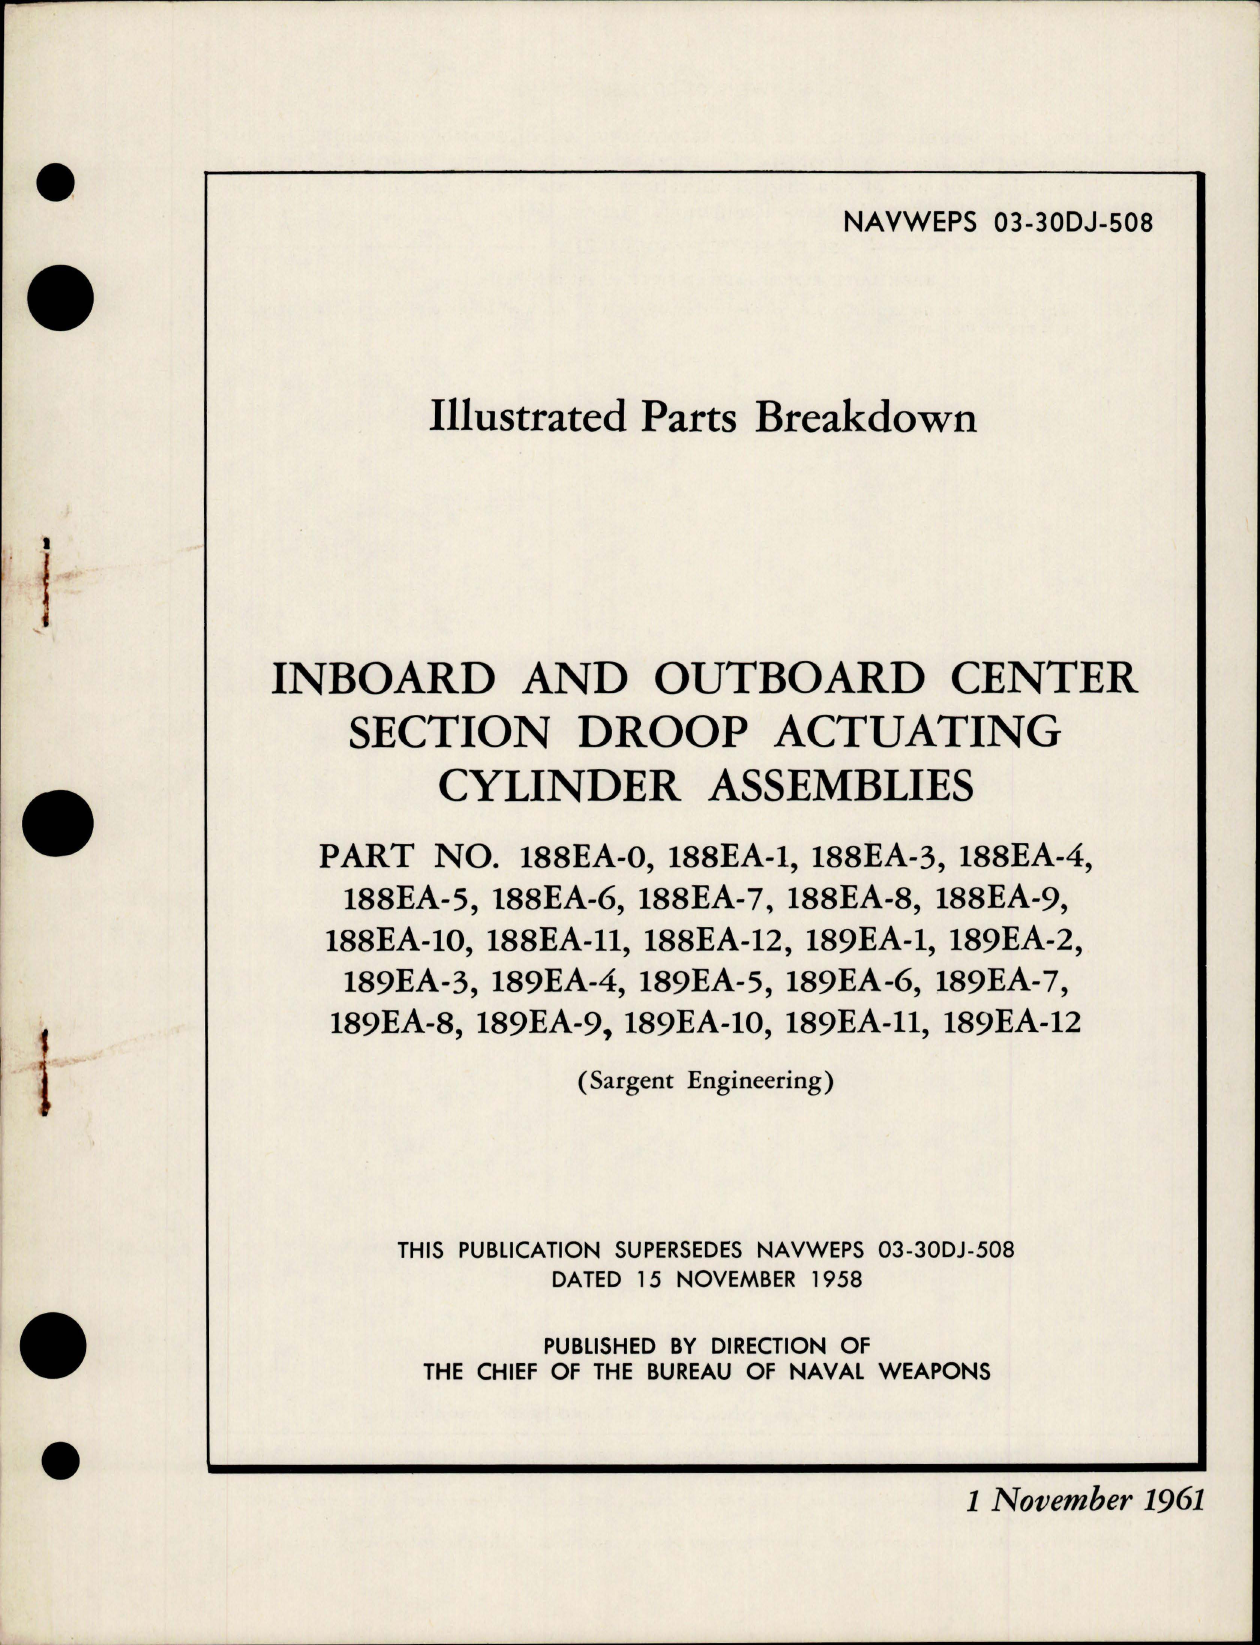 NAVWEPS 03-30DJ-508
Illustrated Parts Breakdown
INBOARD AND OUTBOARD CENTER
SECTION DROOP ACTUATING
CYLINDER ASSEMBLIES
PART NO. 188EA-0, 188EA-1, 188EA-3, 188EA-4,
188EA-5, 188EA-6, 188EA-7, 188EA-8, 188EA-9,
188EA-10, 188EA-11, 188EA-12, 189EA-1, 189EA-2,
189EA-3, 189EA-4, 189EA-5, 189EA-6, 189EA-7,
189EA-8, 189EA-9, 189EA-10, 189EA-11, 189EA-12
(Sargent Engineering)
THIS PUBLICATION SUPERSEDES NAVWEPS 03-30DJ-508
DATED 15 NOVEMBER 1958
PUBLISHED BY DIRECTION OF
THE CHIEF OF THE BUREAU OF NAVAL WEAPONS
1 November 1961